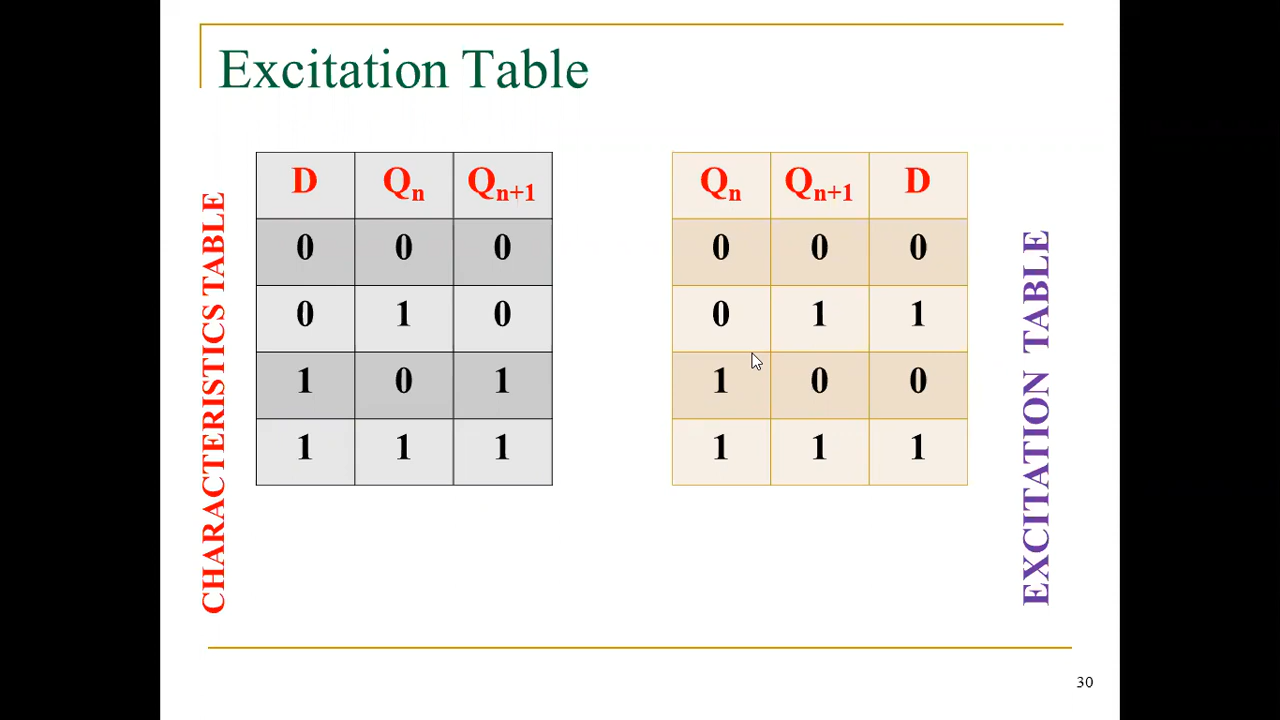 Excitation Table
CHARACTERISTICS TABLE
D Qn Qn+1
0 0 0
0 1 0
1 0 1
1 1 1
Qn Qn+1 D
0 0 0
0 1 1
1 0 0
1 1 1
EXCITATION TABLE
30